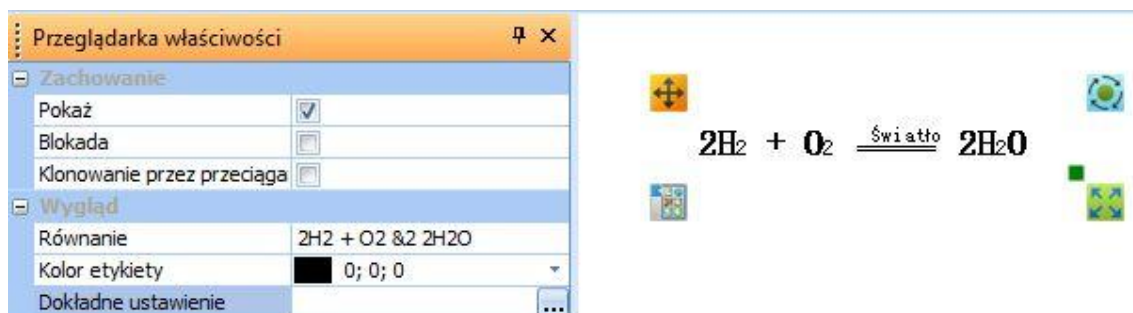 Przeglądarka właściwości
Zachowanie
Pokaż
Blokada
Klonowanie przez przeciąga
Wygląd
Równanie 2H2 + O2 &2 2H2O
Kolor etykiety 0; 0; 0
Dokładne ustawienie ...
2H₂ + O₂ Światło 2H₂O